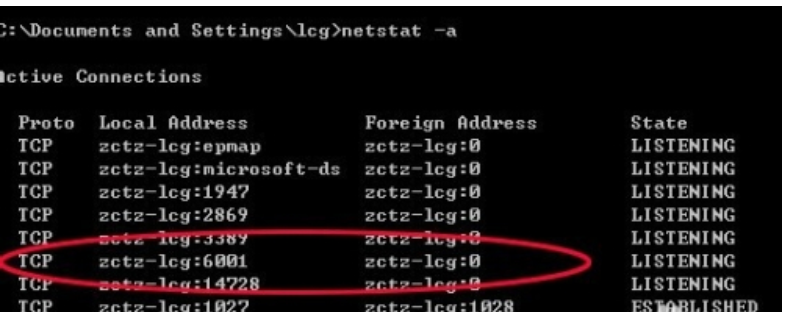 C:\Documents and Settings\lcg>netstat -a
Active Connections
Proto Local Address Foreign Address State
TCP zctz-lcg:epmap zctz-lcg:0 LISTENING
TCP zctz-lcg:microsoft-ds zctz-lcg:0 LISTENING
TCP zctz-lcg:1947 zctz-lcg:0 LISTENING
TCP zctz-lcg:2869 zctz-lcg:0 LISTENING
TCP zctz-lcg:3389 zctz-lcg:0 LISTENING
TCP zctz-lcg:6001 zctz-lcg:0 LISTENING
TCP zctz-lcg:14728 zctz-lcg:0 LISTENING
TCP zctz-lcg:1027 zctz-lcg:1028 ESTABLISHED